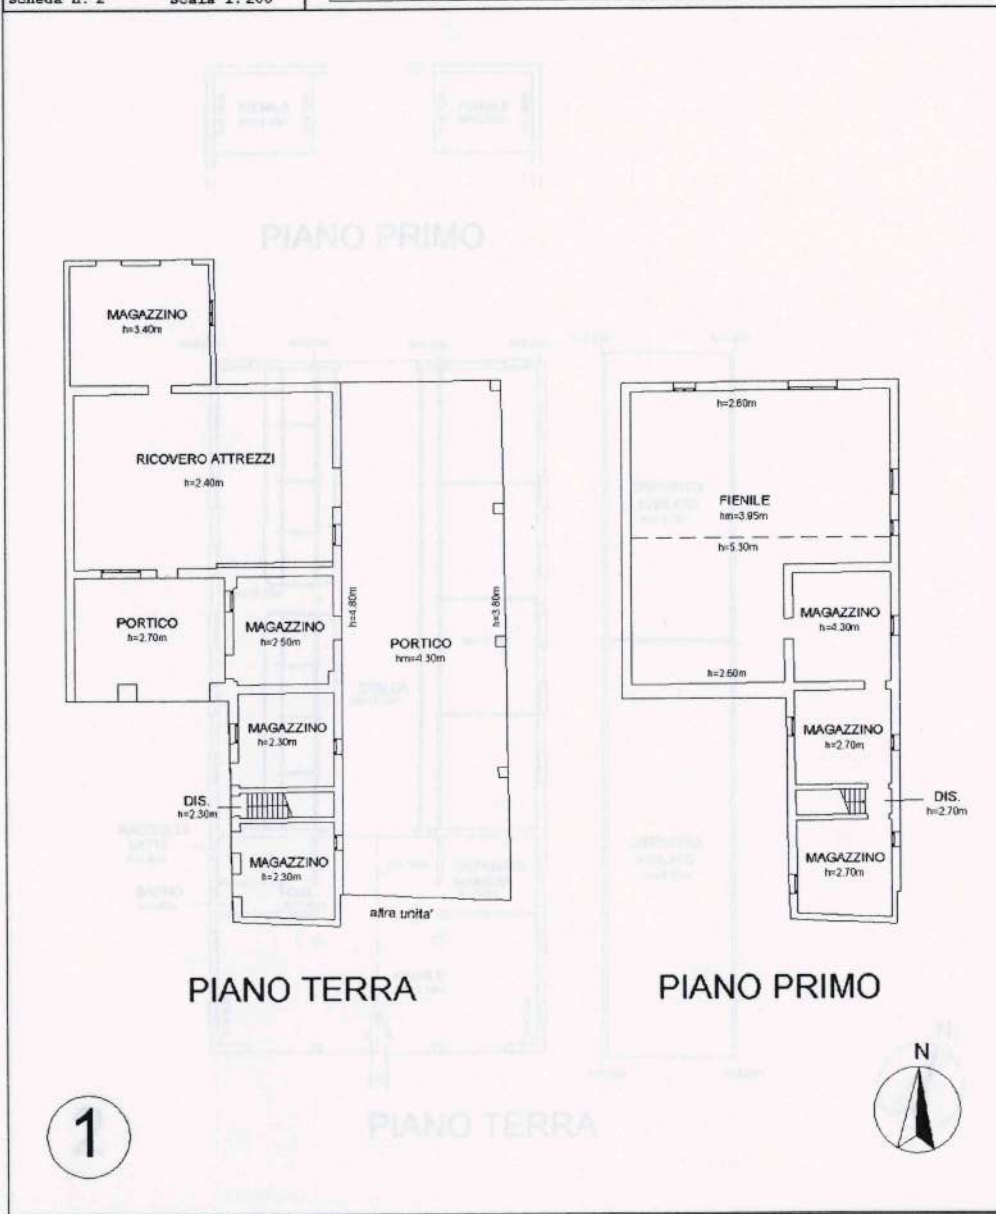 Scheda n. 2 Scala 1:200
PIANO PRIMO
MAGAZZINO
h=3.40m
RICOVERO ATTREZZI
h=2.40m
PORTICO
h=2.70m
MAGAZZINO
h=2.50m
MAGAZZINO
h=2.30m
DIS.
h=2.30m
MAGAZZINO
h=2.30m
h=4.80m
PORTICO
hm=4.30m
h=3.80m
altra unita'
PIANO TERRA
h=2.60m
FIENILE
hm=3.95m
h=5.30m
MAGAZZINO
h=4.30m
h=2.60m
MAGAZZINO
h=2.70m
DIS.
h=2.70m
MAGAZZINO
h=2.70m
PIANO PRIMO
N
1
2
N
PIANO TERRA